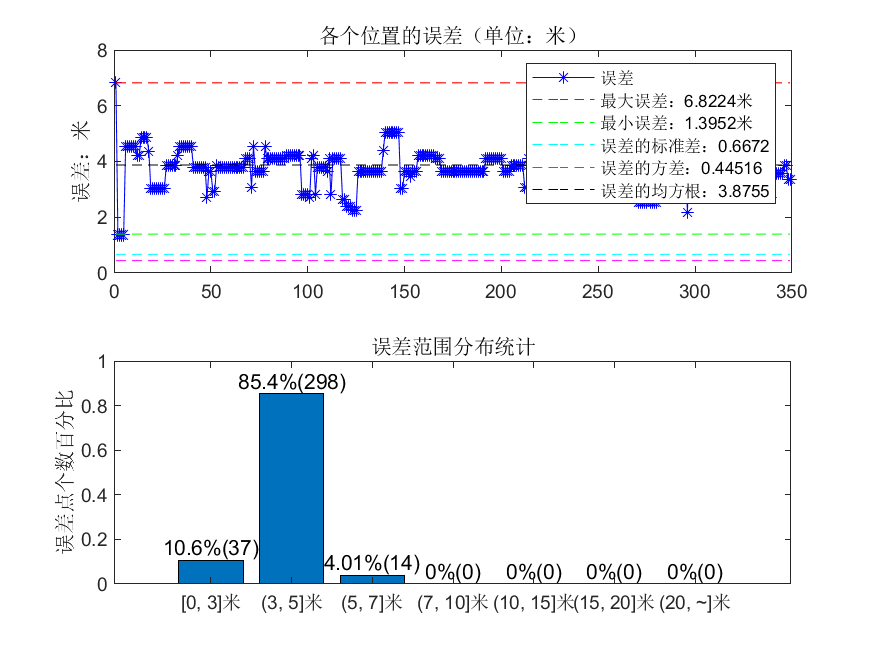 各个位置的误差（单位：米）
误差：米
8
6
4
2
0
0 50 100 150 200 250 300 350
误差
最大误差：6.8224米
最小误差：1.3952米
误差的标准差：0.6672
误差的方差：0.44516
误差的均方根：3.8755
误差范围分布统计
误差点个数百分比
1
0.8
0.6
0.4
0.2
0
10.6%(37) 85.4%(298) 4.01%(14) 0%(0) 0%(0) 0%(0) 0%(0)
[0, 3]米 (3, 5]米 (5, 7]米 (7, 10]米 (10, 15]米 (15, 20]米 (20, ~]米